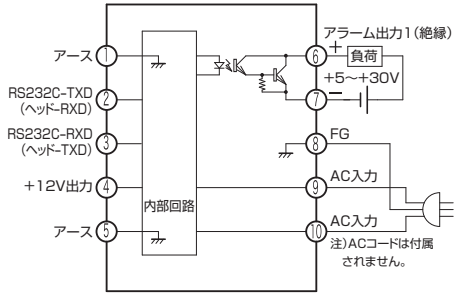 アラーム出力1(絶縁)
アース ①
⑥ + 負荷
+5～+30V
RS232C-TXD
(ヘッド-RXD) ②
⑦ −
RS232C-RXD
(ヘッド-TXD) ③
⑧ FG
+12V出力 ④
⑨ AC入力
内部回路
アース ⑤
⑩ AC入力
注)ACコードは付属
されません。